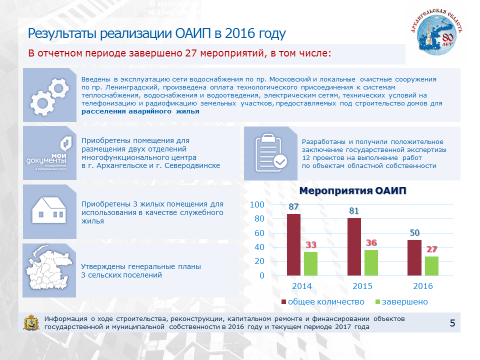 Результаты реализации ОАИП в 2016 году
АРХАНГЕЛЬСКАЯ ОБЛАСТЬ
80 ЛЕТ
В отчетном периоде завершено 27 мероприятий, в том числе:
Введены в эксплуатацию сети водоснабжения по пр. Московский и локальные очистные сооружения
по пр. Ленинградский, произведена оплата технологического присоединения к системам
теплоснабжения, водоснабжения и водоотведения, электрическим сетям, технических условий на
телефонизацию и радиофикацию земельных участков, предоставляемых под строительство домов для
расселения аварийного жилья
мои
документы
Приобретены помещения для
размещения двух отделений
многофункционального центра
в г. Архангельске и г. Северодвинске
Разработаны и получили положительное
заключение государственной экспертизы
12 проектов на выполнение работ
по объектам областной собственности
Приобретены 3 жилых помещения для
использования в качестве служебного
жилья
Утверждены генеральные планы
3 сельских поселений
Мероприятия ОАИП
100
80
60
40
20
0
87
33
81
36
50
27
2014 2015 2016
общее количество завершено
Информация о ходе строительства, реконструкции, капитальном ремонте и финансировании объектов
государственной и муниципальной собственности в 2016 году и текущем периоде 2017 года
5